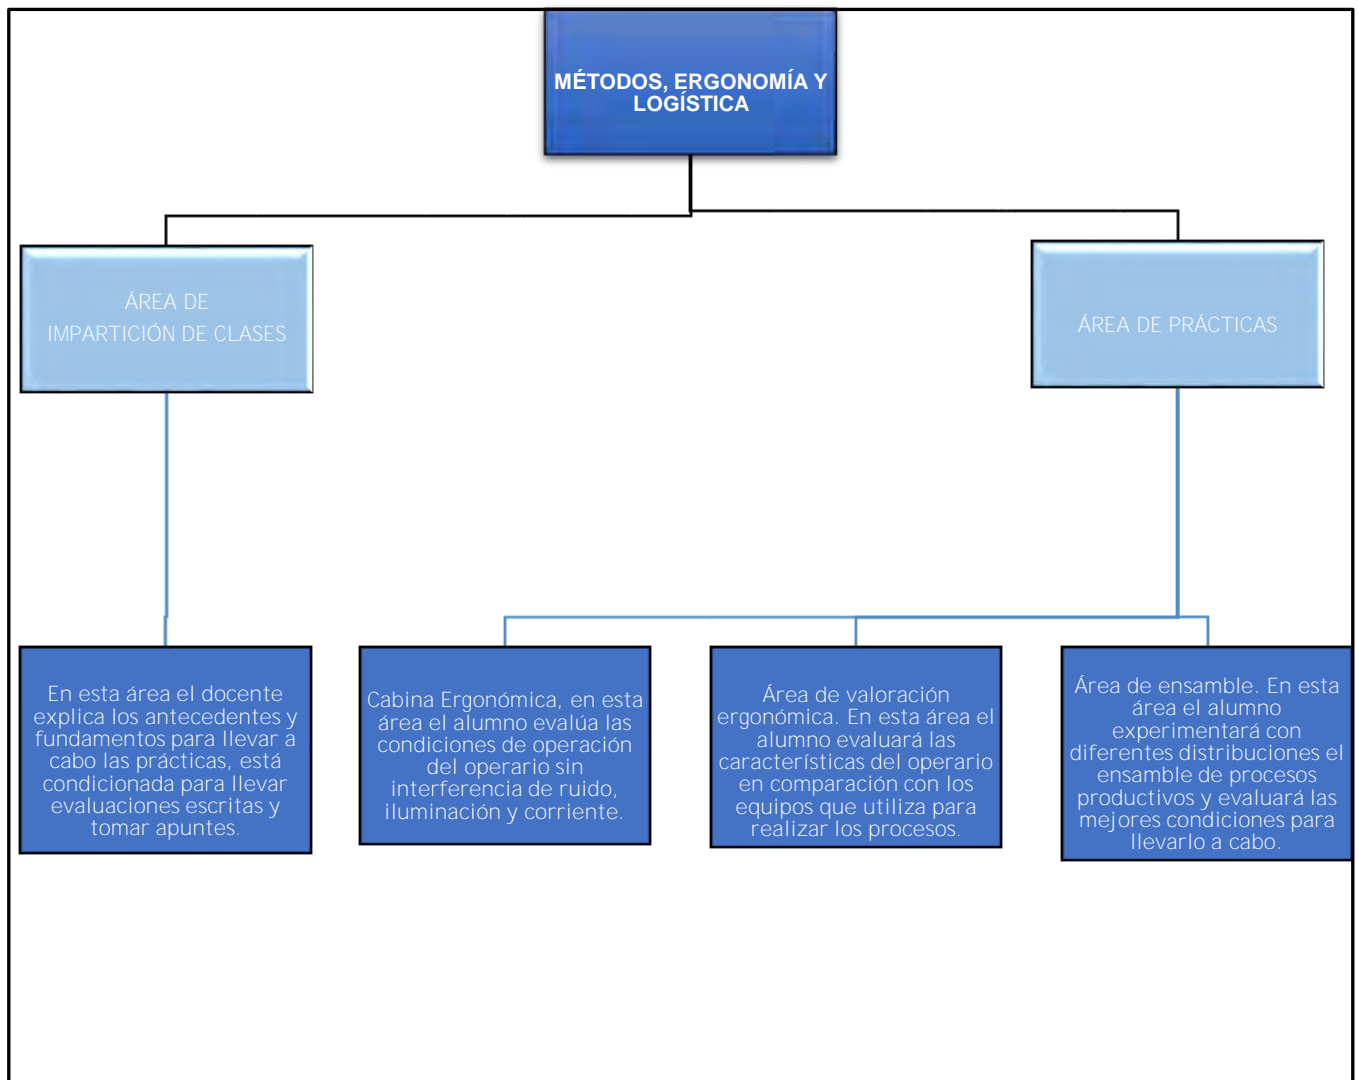 MÉTODOS, ERGONOMÍA Y
LOGÍSTICA
ÁREA DE
IMPARTICIÓN DE CLASES
ÁREA DE PRÁCTICAS
En esta área el docente
explica los antecedentes y
fundamentos para llevar a
cabo las prácticas, está
condicionada para llevar
evaluaciones escritas y
tomar apuntes.
Cabina Ergonómica, en esta
área el alumno evalúa las
condiciones de operación
del operario sin
interferencia de ruido,
iluminación y corriente.
Área de valoración
ergonómica. En esta área el
alumno evaluará las
características del operario
en comparación con los
equipos que utiliza para
realizar los procesos.
Área de ensamble. En esta
área el alumno
experimentará con
diferentes distribuciones el
ensamble de procesos
productivos y evaluará las
mejores condiciones para
llevarlo a cabo.